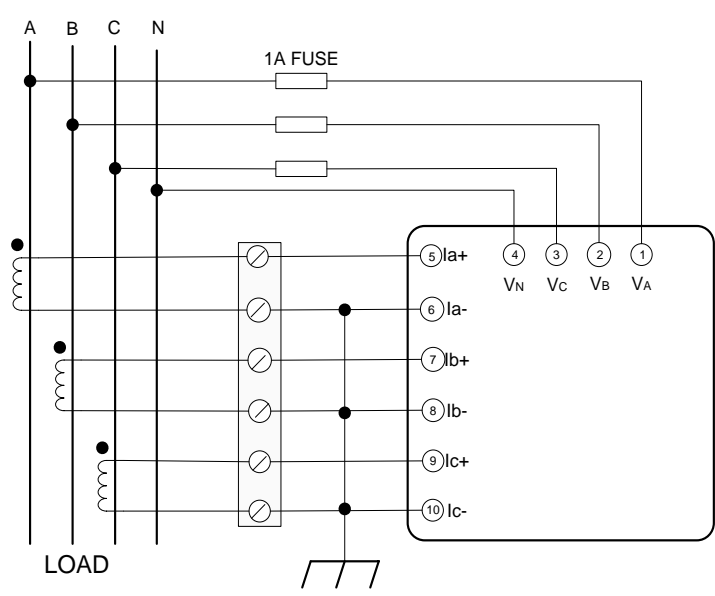 A B C N
1A FUSE
5 Ia+ 4 3 2 1
VN VC VB VA
6 Ia-
7 Ib+
8 Ib-
9 Ic+
10 Ic-
LOAD